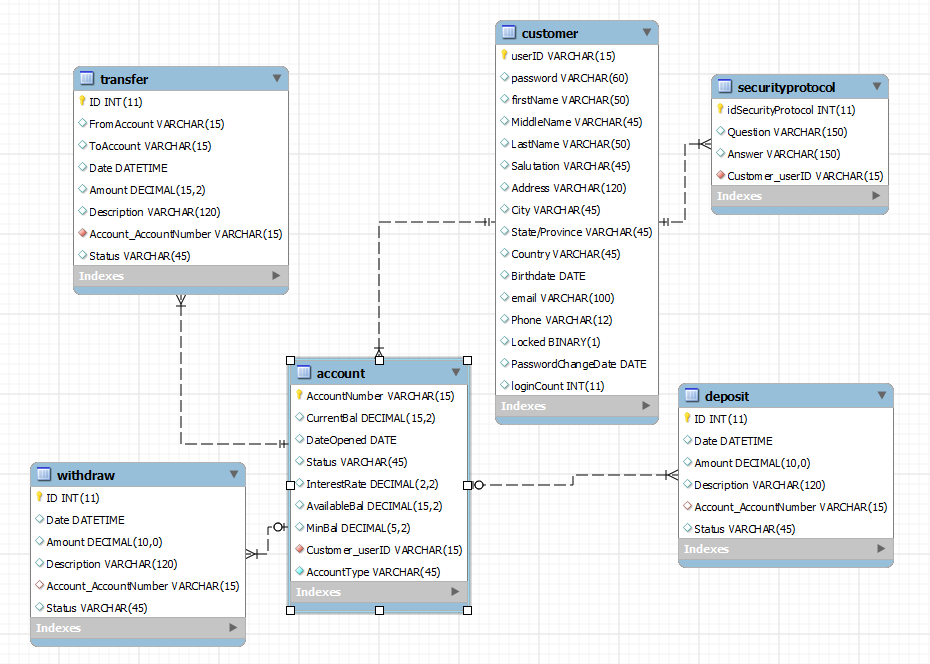 customer
userID VARCHAR(15)
password VARCHAR(60)
firstName VARCHAR(50)
MiddleName VARCHAR(45)
LastName VARCHAR(50)
Salutation VARCHAR(45)
Address VARCHAR(120)
City VARCHAR(45)
State/Province VARCHAR(45)
Country VARCHAR(45)
Birthdate DATE
email VARCHAR(100)
Phone VARCHAR(12)
Locked BINARY(1)
PasswordChangeDate DATE
loginCount INT(11)
Indexes
transfer
ID INT(11)
FromAccount VARCHAR(15)
ToAccount VARCHAR(15)
Date DATETIME
Amount DECIMAL(15,2)
Description VARCHAR(120)
Account_AccountNumber VARCHAR(15)
Status VARCHAR(45)
Indexes
securityprotocol
idSecurityProtocol INT(11)
Question VARCHAR(150)
Answer VARCHAR(150)
Customer_userID VARCHAR(15)
Indexes
account
AccountNumber VARCHAR(15)
CurrentBal DECIMAL(15,2)
DateOpened DATE
Status VARCHAR(45)
InterestRate DECIMAL(2,2)
AvailableBal DECIMAL(15,2)
MinBal DECIMAL(5,2)
Customer_userID VARCHAR(15)
AccountType VARCHAR(45)
Indexes
deposit
ID INT(11)
Date DATETIME
Amount DECIMAL(10,0)
Description VARCHAR(120)
Account_AccountNumber VARCHAR(15)
Status VARCHAR(45)
Indexes
withdraw
ID INT(11)
Date DATETIME
Amount DECIMAL(10,0)
Description VARCHAR(120)
Account_AccountNumber VARCHAR(15)
Status VARCHAR(45)
Indexes